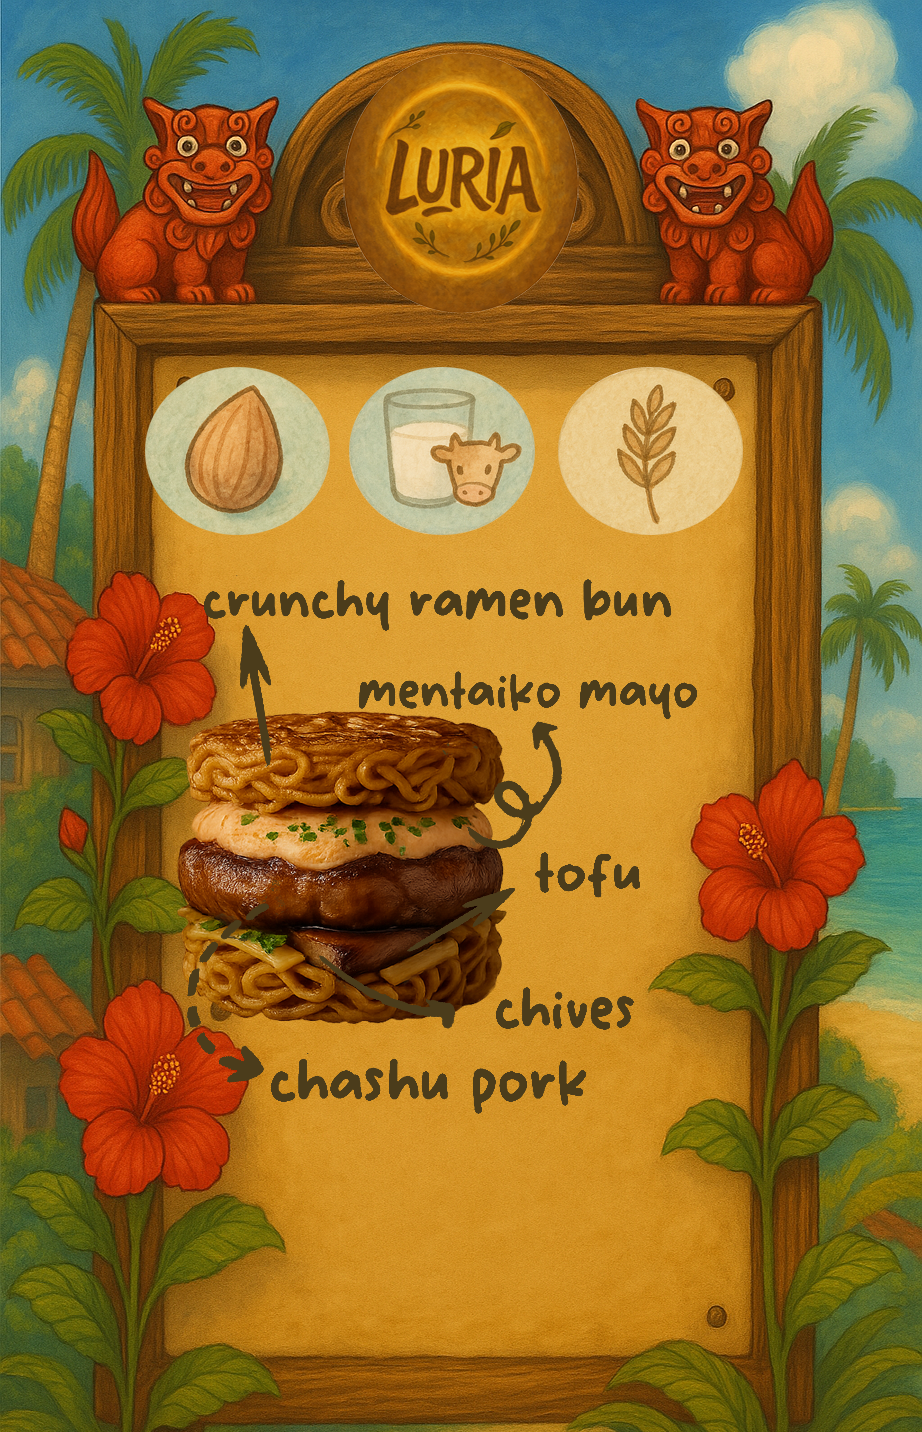 LURIA
crunchy ramen bun
mentaiko mayo
tofu
chives
chashu pork